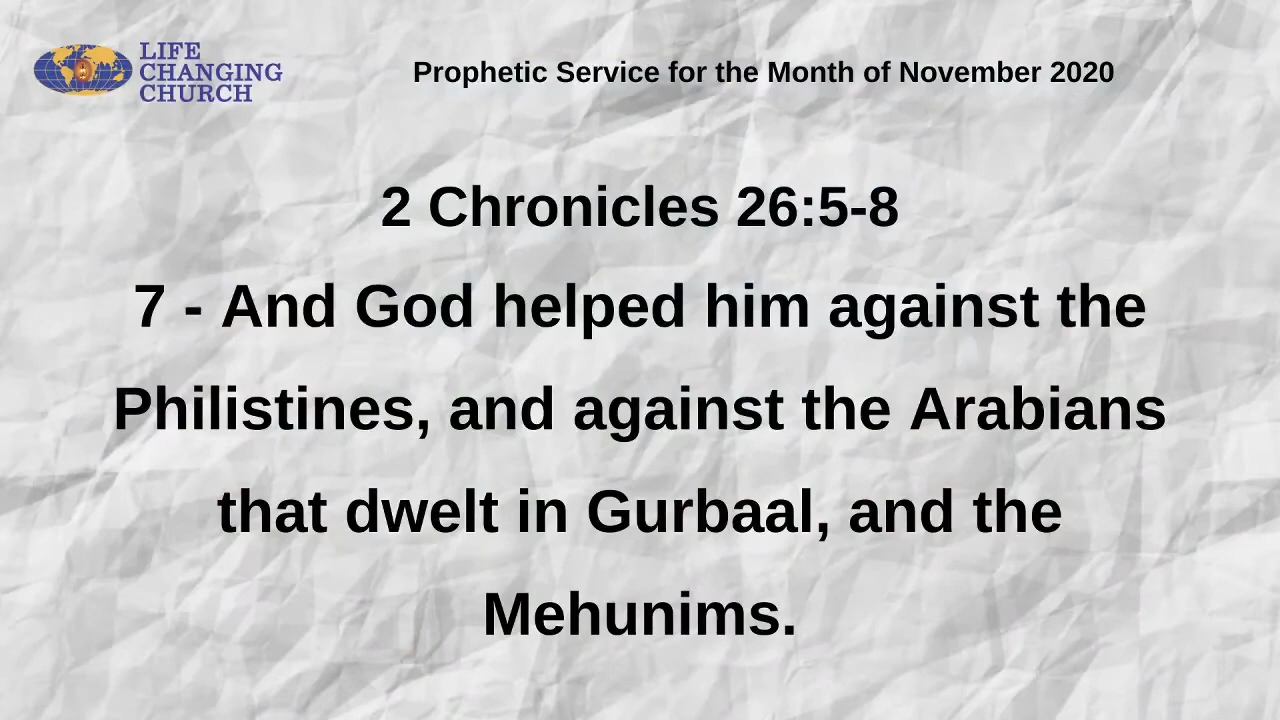 LIFE
CHANGING
CHURCH
Prophetic Service for the Month of November 2020
2 Chronicles 26:5-8
7 - And God helped him against the
Philistines, and against the Arabians
that dwelt in Gurbaal, and the
Mehunims.